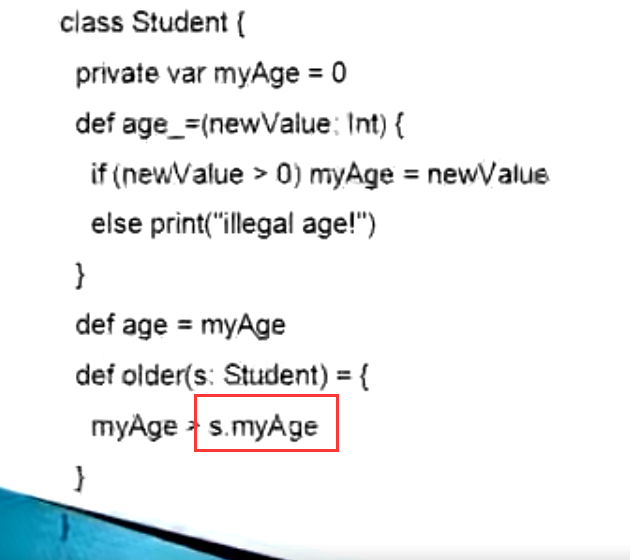 class Student {
private var myAge = 0
def age_=(newValue: Int) {
if (newValue > 0) myAge = newValue
else print("illegal age!")
}
def age = myAge
def older(s: Student) = {
myAge > s.myAge
}
}